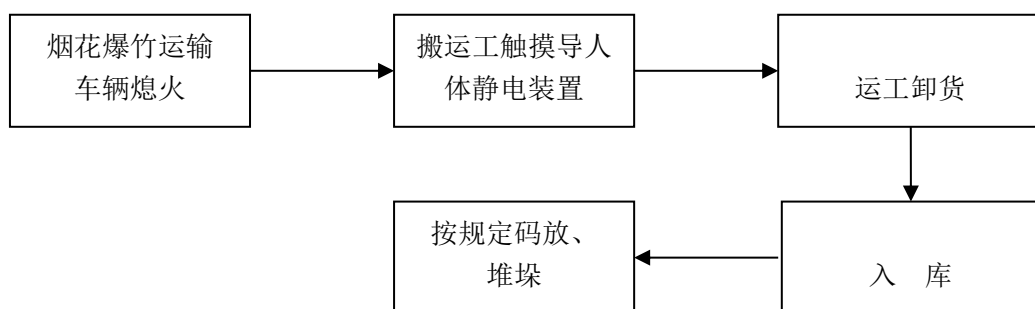 烟花爆竹运输
车辆熄火
搬运工触摸导人
体静电装置
运工卸货
按规定码放、
堆垛
入 库